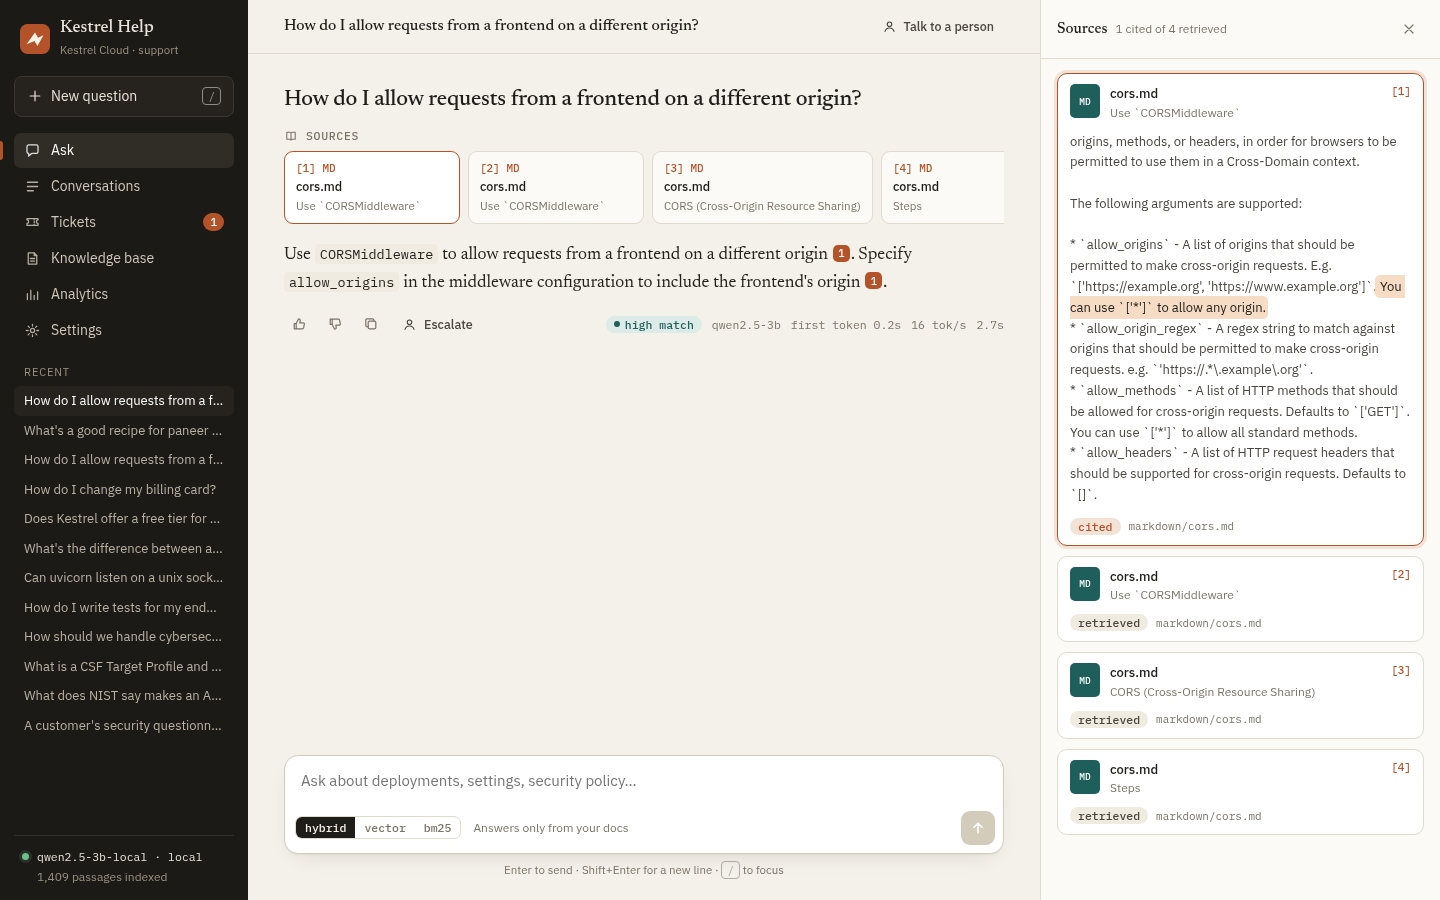 Kestrel Help
Kestrel Cloud · support
New question
/
Ask
Conversations
Tickets
1
Knowledge base
Analytics
Settings
RECENT
How do I allow requests from a f...
What's a good recipe for paneer ...
How do I allow requests from a f...
How do I change my billing card?
Does Kestrel offer a free tier for ...
What's the difference between a...
Can uvicorn listen on a unix sock...
How do I write tests for my end...
How should we handle cybersec...
What is a CSF Target Profile and ...
What does NIST say makes an A...
A customer's security questionn...
qwen2.5-3b-local · local
1,409 passages indexed
How do I allow requests from a frontend on a different origin?
Talk to a person
How do I allow requests from a frontend on a different origin?
SOURCES
[1] MD
cors.md
Use `CORSMiddleware`
[2] MD
cors.md
Use `CORSMiddleware`
[3] MD
cors.md
CORS (Cross-Origin Resource Sharing)
[4] MD
cors.md
Steps
Use CORSMiddleware to allow requests from a frontend on a different origin 1. Specify
allow_origins in the middleware configuration to include the frontend's origin 1.
Escalate
high match
qwen2.5-3b first token 0.2s 16 tok/s 2.7s
Ask about deployments, settings, security policy...
hybrid vector bm25
Answers only from your docs
Enter to send · Shift+Enter for a new line · / to focus
Sources 1 cited of 4 retrieved
MD
cors.md
[1]
Use `CORSMiddleware`
origins, methods, or headers, in order for browsers to be
permitted to use them in a Cross-Domain context.
The following arguments are supported:
* `allow_origins` - A list of origins that should be
permitted to make cross-origin requests. E.g.
`['https://example.org', 'https://www.example.org']`. You
can use `['*']` to allow any origin.
* `allow_origin_regex` - A regex string to match against
origins that should be permitted to make cross-origin
requests. e.g. `'https://.*\.example\.org'`.
* `allow_methods` - A list of HTTP methods that should
be allowed for cross-origin requests. Defaults to `['GET']`.
You can use `['*']` to allow all standard methods.
* `allow_headers` - A list of HTTP request headers that
should be supported for cross-origin requests. Defaults to
`[]`.
cited markdown/cors.md
MD
cors.md
[2]
Use `CORSMiddleware`
retrieved markdown/cors.md
MD
cors.md
[3]
CORS (Cross-Origin Resource Sharing)
retrieved markdown/cors.md
MD
cors.md
[4]
Steps
retrieved markdown/cors.md